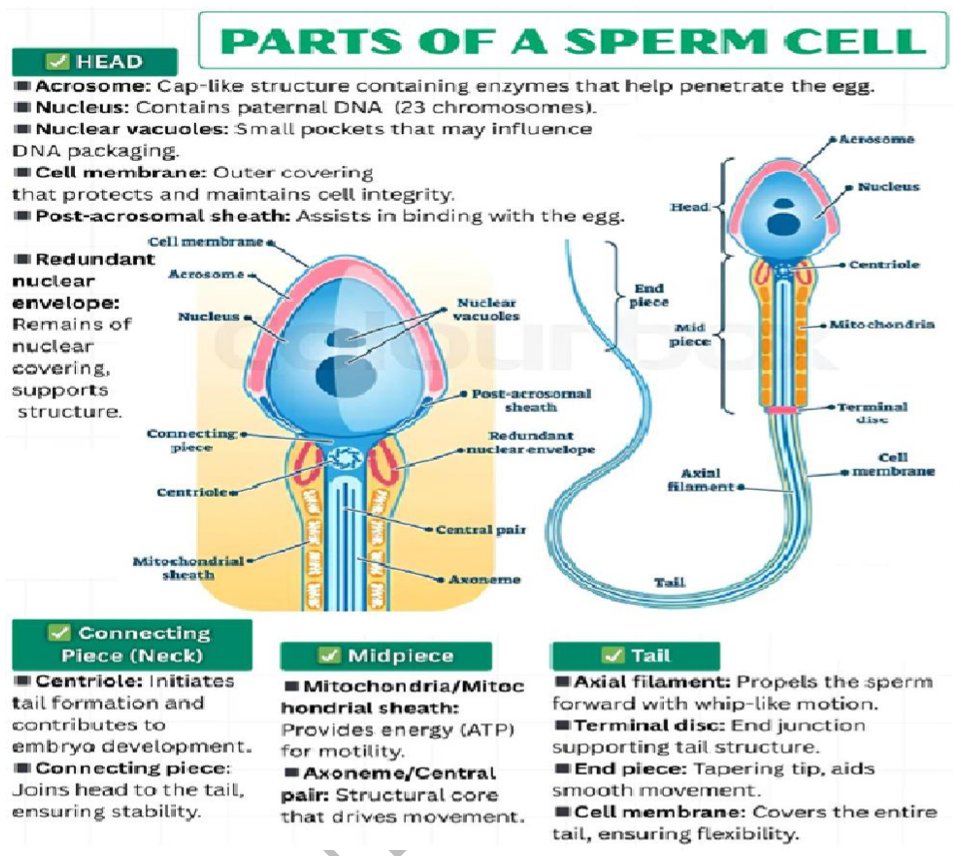 PARTS OF A SPERM CELL
✅ HEAD
■ Acrosome: Cap-like structure containing enzymes that help penetrate the egg.
■ Nucleus: Contains paternal DNA (23 chromosomes).
■ Nuclear vacuoles: Small pockets that may influence
DNA packaging.
■ Cell membrane: Outer covering
that protects and maintains cell integrity.
■ Post-acrosomal sheath: Assists in binding with the egg.
■ Redundant
nuclear
envelope:
Remains of
nuclear
covering,
supports
structure.
Cell membrane
Acrosome
Nucleus
Nuclear
vacuoles
Post-acrosomal
sheath
Connecting
piece
Redundant
nuclear envelope
Centriole
Central pair
Mitochondrial
sheath
Axoneme
Acrosome
Nucleus
Head
Centriole
End
piece
Mid
piece
Mitochondria
Terminal
disc
Cell
membrane
Axial
filament
Tail
colourbox
✅ Connecting
Piece (Neck)
■ Centriole: Initiates
tail formation and
contributes to
embryo development.
■ Connecting piece:
Joins head to the tail,
ensuring stability.
✅ Midpiece
■ Mitochondria/Mitoc
hondrial sheath:
Provides energy (ATP)
for motility.
■ Axoneme/Central
pair: Structural core
that drives movement.
✅ Tail
■ Axial filament: Propels the sperm
forward with whip-like motion.
■ Terminal disc: End junction
supporting tail structure.
■ End piece: Tapering tip, aids
smooth movement.
■ Cell membrane: Covers the entire
tail, ensuring flexibility.